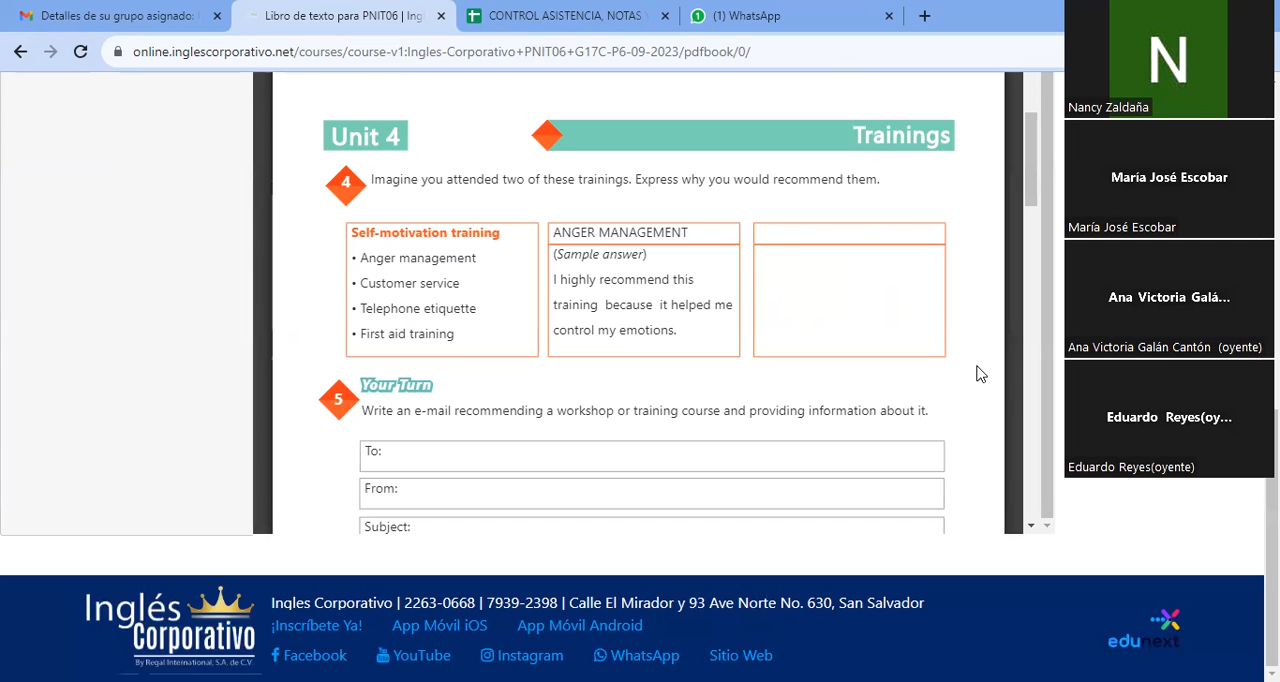 Detalles de su grupo asignado:
Libro de texto para PNIT06 | Ingl
CONTROL ASISTENCIA, NOTAS
(1) WhatsApp
online.inglescorporativo.net/courses/course-v1:Ingles-Corporativo+PNIT06+G17C-P6-09-2023/pdfbook/0/
Unit 4
Trainings
4
Imagine you attended two of these trainings. Express why you would recommend them.
Self-motivation training
• Anger management
• Customer service
• Telephone etiquette
• First aid training
ANGER MANAGEMENT
(Sample answer)
I highly recommend this
training because it helped me
control my emotions.
Your Turn
5
Write an e-mail recommending a workshop or training course and providing information about it.
To:
From:
Subject:
N
Nancy Zaldaña
María José Escobar
María José Escobar
Ana Victoria Galá...
Ana Victoria Galán Cantón (oyente)
Eduardo Reyes(oy...
Eduardo Reyes(oyente)
Inglés
Corporativo
By Regal International, S.A. de C.V.
Ingles Corporativo | 2263-0668 | 7939-2398 | Calle El Mirador y 93 Ave Norte No. 630, San Salvador
¡Inscríbete Ya! App Móvil iOS App Móvil Android
Facebook YouTube Instagram WhatsApp Sitio Web
edunext